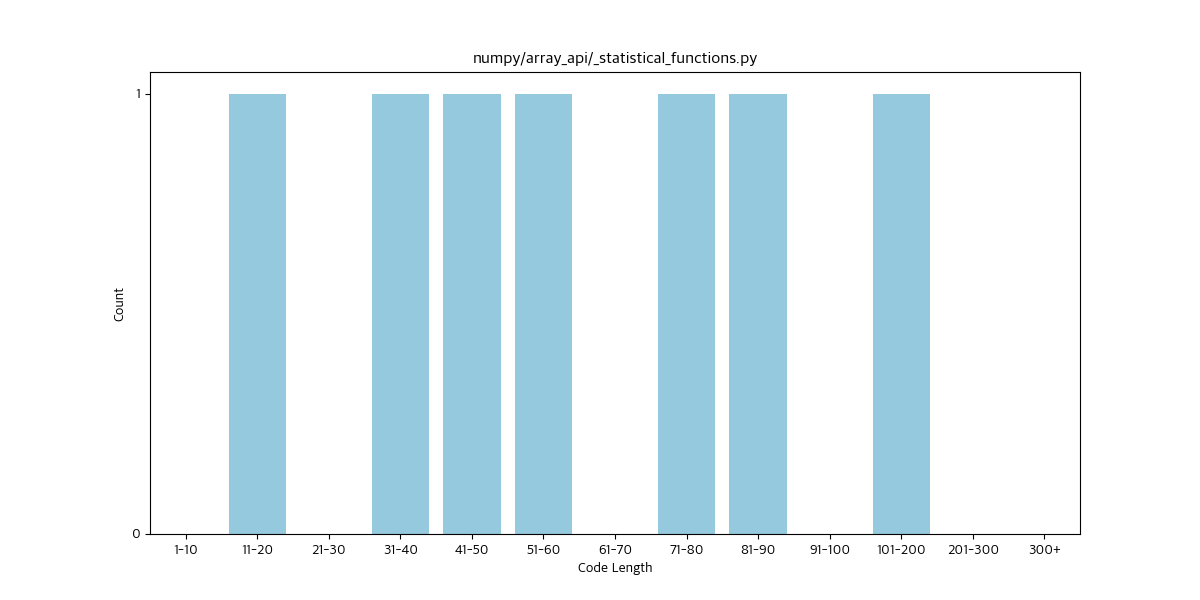 numpy/array_api/_statistical_functions.py
1
0
Count
1-10 11-20 21-30 31-40 41-50 51-60 61-70 71-80 81-90 91-100 101-200 201-300 300+
Code Length